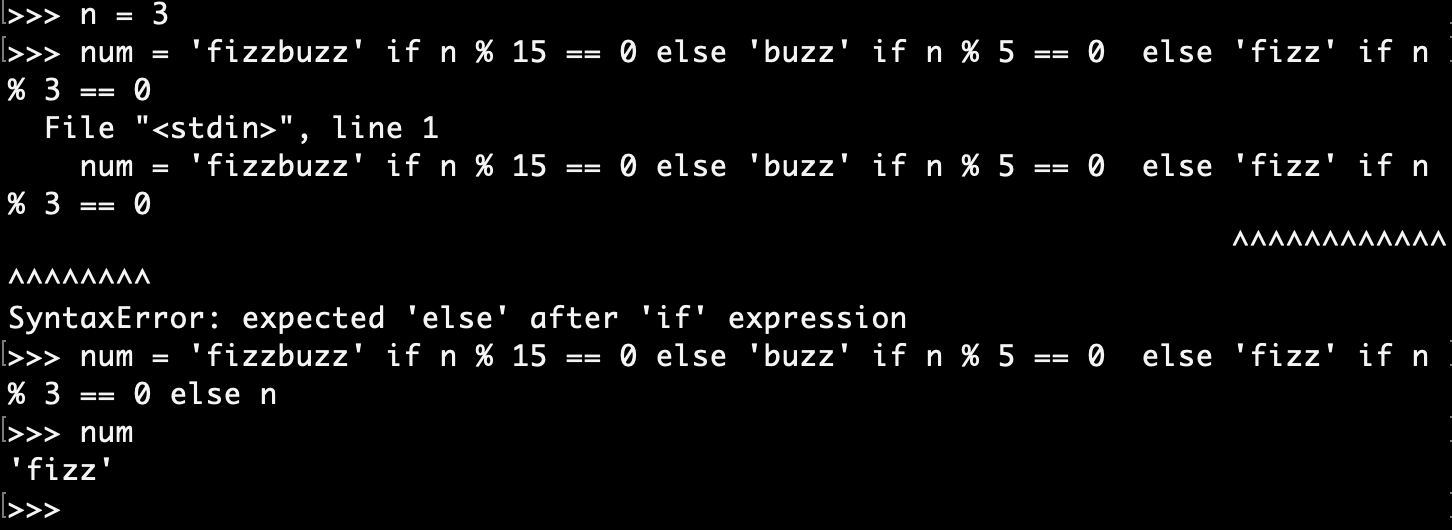 >>> n = 3
>>> num = 'fizzbuzz' if n % 15 == 0 else 'buzz' if n % 5 == 0  else 'fizz' if n
% 3 == 0
  File "<stdin>", line 1
    num = 'fizzbuzz' if n % 15 == 0 else 'buzz' if n % 5 == 0  else 'fizz' if n
% 3 == 0
                                                                    ^^^^^^^^^^^^
^^^^^^^^
SyntaxError: expected 'else' after 'if' expression
>>> num = 'fizzbuzz' if n % 15 == 0 else 'buzz' if n % 5 == 0  else 'fizz' if n
% 3 == 0 else n
>>> num
'fizz'
>>>